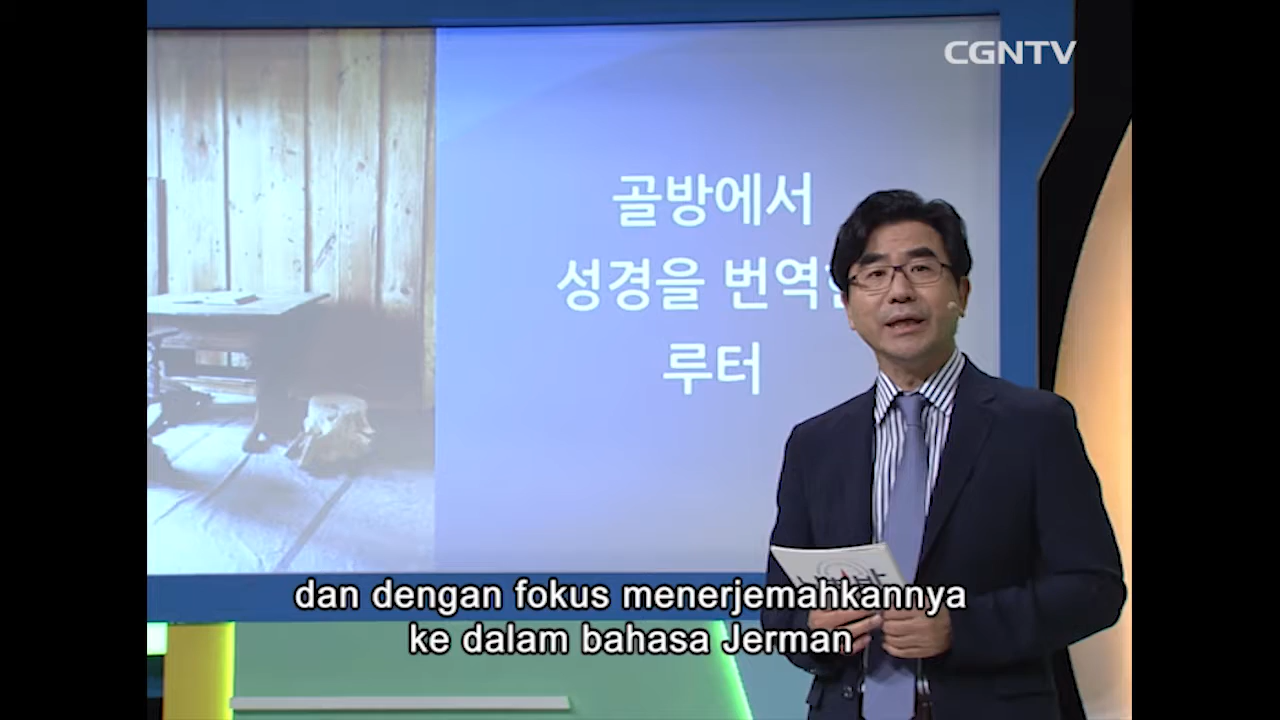 CGNTV
골방에서
성경을 번역
루터
dan dengan fokus menerjemahkannya
ke dalam bahasa Jerman